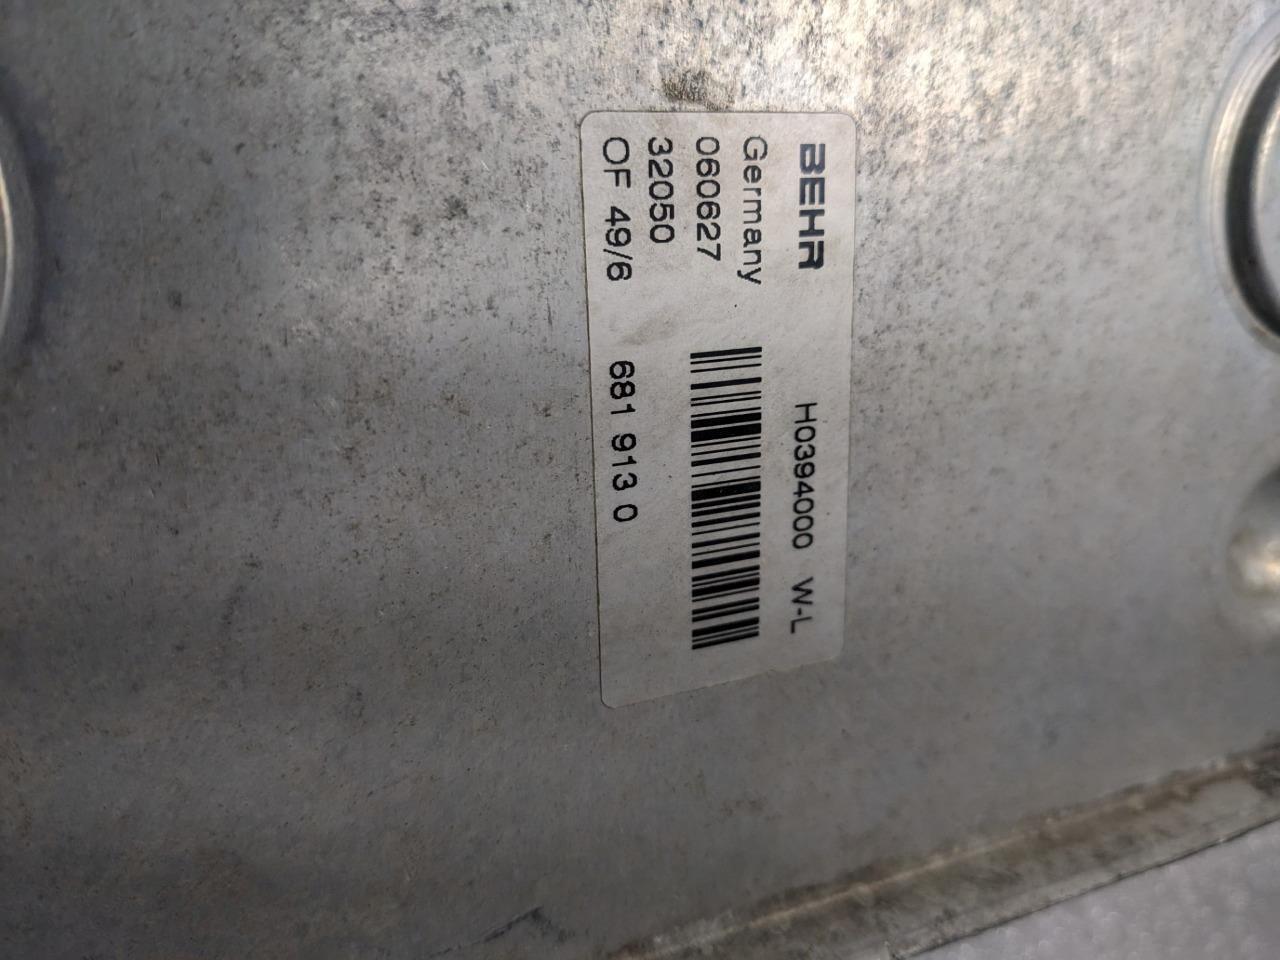 BEHR
H0394000 W-L
Germany
060627
32050
OF 49/6 681 913 0